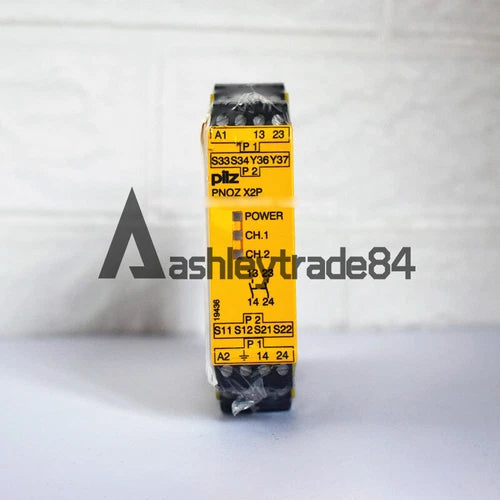 A1 13 23
P 1
S33 S34 Y36 Y37
P 2
pilz
PNOZ X2P
POWER
CH.1
CH.2
ashleytrade84
13 23
14 24
19436
P 2
S11 S12 S21 S22
P 1
A2 14 24